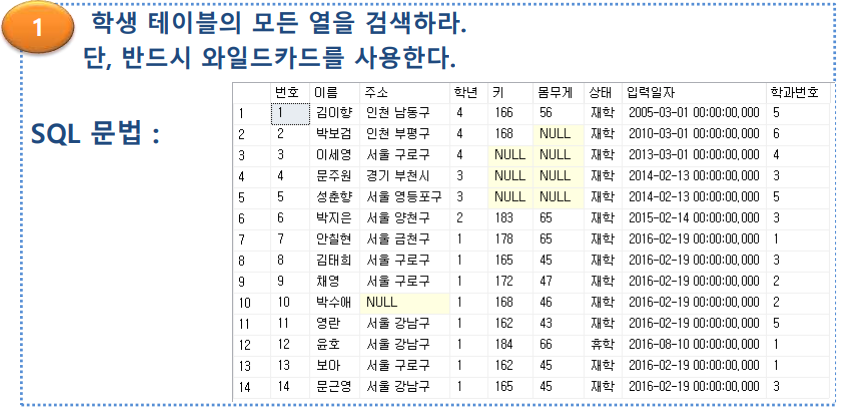 1 학생 테이블의 모든 열을 검색하라.
단, 반드시 와일드카드를 사용한다.
SQL 문법 :
번호 이름 주소 학년 키 몸무게 상태 입력일자 학과번호
1 1 김이향 인천 남동구 4 166 56 재학 2005-03-01 00:00:00,000 5
2 2 박보검 인천 부평구 4 168 NULL 재학 2010-03-01 00:00:00,000 6
3 3 이세영 서울 구로구 4 NULL NULL 재학 2013-03-01 00:00:00,000 4
4 4 문주원 경기 부천시 3 NULL NULL 재학 2014-02-13 00:00:00,000 3
5 5 성춘향 서울 영등포구 3 NULL NULL 재학 2014-02-13 00:00:00,000 5
6 6 박지은 서울 양천구 2 183 65 재학 2015-02-14 00:00:00,000 3
7 7 안칠현 서울 금천구 1 178 65 재학 2016-02-19 00:00:00,000 1
8 8 김태희 서울 구로구 1 165 45 재학 2016-02-19 00:00:00,000 3
9 9 채영 서울 구로구 1 172 47 재학 2016-02-19 00:00:00,000 2
10 10 박수애 NULL 1 168 46 재학 2016-02-19 00:00:00,000 2
11 11 영란 서울 강남구 1 162 43 재학 2016-02-19 00:00:00,000 5
12 12 윤호 서울 강남구 1 184 66 휴학 2016-08-10 00:00:00,000 1
13 13 보아 서울 구로구 1 162 45 재학 2016-02-19 00:00:00,000 1
14 14 문근영 서울 강남구 1 165 45 재학 2016-02-19 00:00:00,000 3